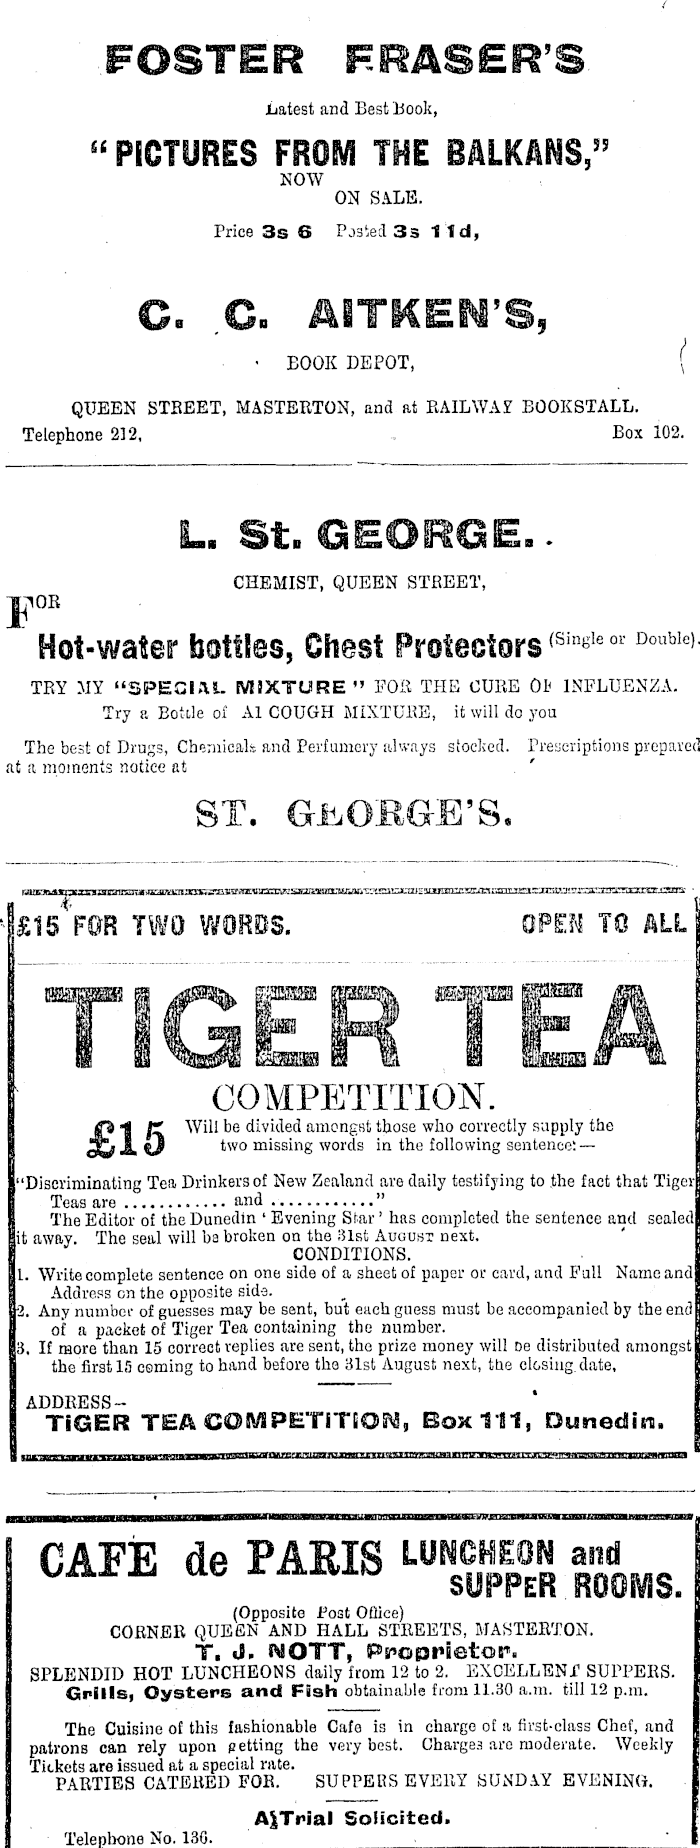 FOSTER FRASER'S
Latest and Best Book,
"PICTURES FROM THE BALKANS,"
NOW
ON SALE.
Price 3s 6 Posted 3s 11d,
C. C. AITKEN'S,
BOOK DEPOT,
QUEEN STREET, MASTERTON, and at RAILWAY BOOKSTALL.
Telephone 212, Box 102.
L. St. GEORGE. .
CHEMIST, QUEEN STREET,
FOR
Hot-water bottles, Chest Protectors (Single or Double).
TRY MY "SPECIAL MIXTURE" FOR THE CURE OF INFLUENZA.
Try a Bottle of A1 COUGH MIXTURE, it will do you
The best of Drugs, Chemicals and Perfumery always stocked. Prescriptions prepared
at a moments notice at
ST. GEORGE'S.
£15 FOR TWO WORDS. OPEN TO ALL
TIGER TEA
COMPETITION.
£15 Will be divided amongst those who correctly supply the
two missing words in the following sentence:—
"Discriminating Tea Drinkers of New Zealand are daily testifying to the fact that Tiger
Teas are ............ and ............"
The Editor of the Dunedin 'Evening Star' has completed the sentence and sealed
it away. The seal will be broken on the 31st AUGUST next.
CONDITIONS.
1. Write complete sentence on one side of a sheet of paper or card, and Full Name and
Address on the opposite side.
2. Any number of guesses may be sent, but each guess must be accompanied by the end
of a packet of Tiger Tea containing the number.
3. If more than 15 correct replies are sent, the prize money will be distributed amongst
the first 15 coming to hand before the 31st August next, the closing date,
ADDRESS—
TIGER TEA COMPETITION, Box 111, Dunedin.
CAFE de PARIS LUNCHEON and
SUPPER ROOMS.
(Opposite Post Office)
CORNER QUEEN AND HALL STREETS, MASTERTON.
T. J. NOTT, Proprietor.
SPLENDID HOT LUNCHEONS daily from 12 to 2. EXCELLENT SUPPERS.
Grills, Oysters and Fish obtainable from 11.30 a.m. till 12 p.m.
The Cuisine of this fashionable Cafe is in charge of a first-class Chef, and
patrons can rely upon getting the very best. Charges are moderate. Weekly
Tickets are issued at a special rate.
PARTIES CATERED FOR. SUPPERS EVERY SUNDAY EVENING.
A Trial Solicited.
Telephone No. 136.